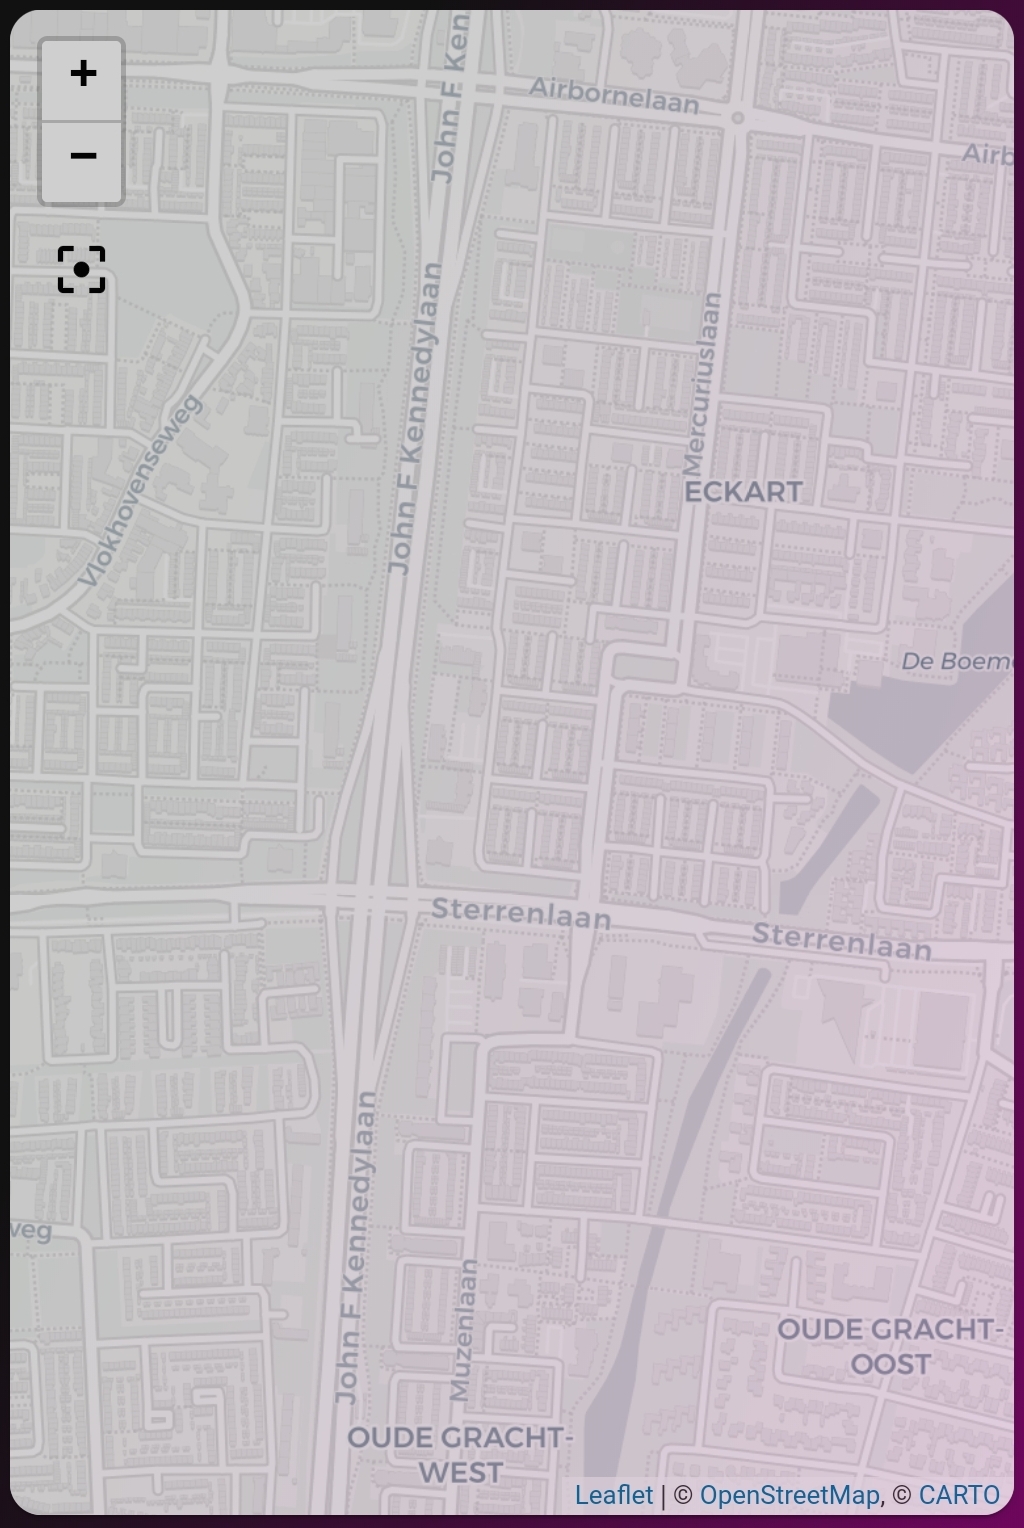 +
−
John F Ken
Airbornelaan
Airb
John F Kennedylaan
Mercuriuslaan
Vlokhovenseweg
ECKART
De Boem
Sterrenlaan
Sterrenlaan
John F Kennedylaan
weg
Muzenlaan
OUDE GRACHT-
OOST
OUDE GRACHT-
WEST
Leaflet | © OpenStreetMap, © CARTO